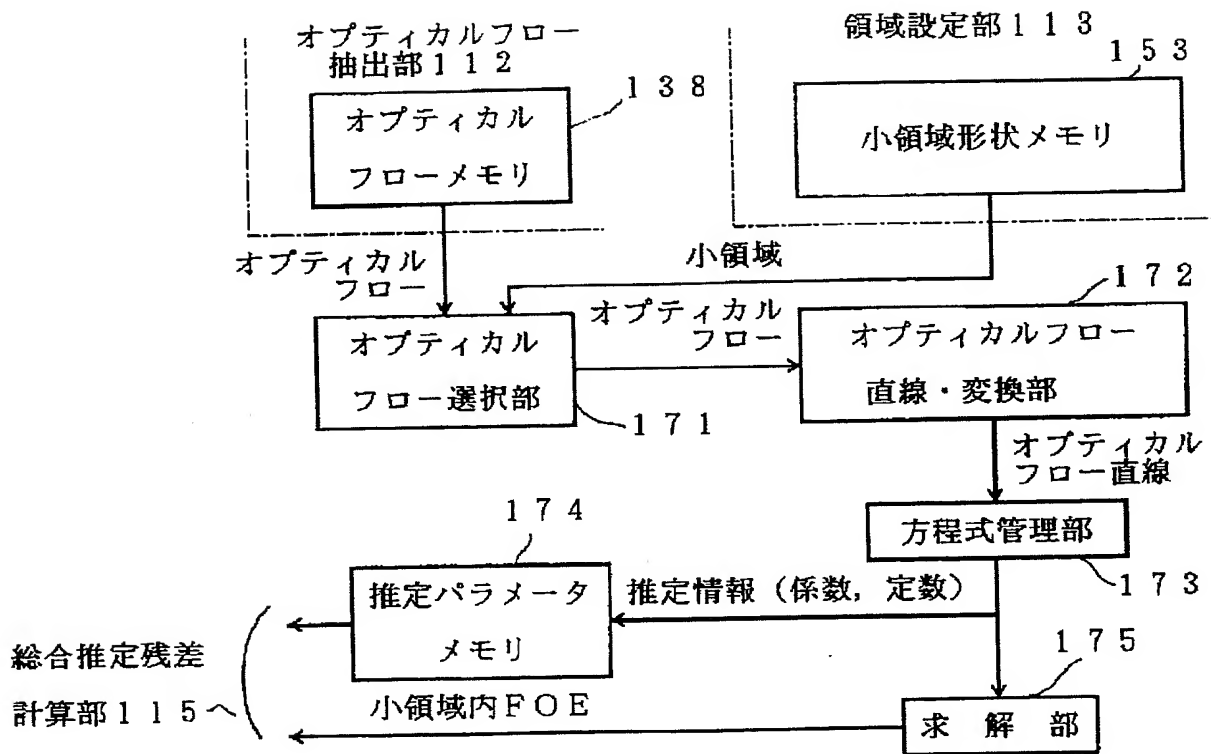 オプティカルフロー
抽出部112
領域設定部113
138
153
オプティカル
フローメモリ
小領域形状メモリ
オプティカル
フロー
小領域
オプティカル
フロー
172
オプティカル
フロー選択部
171
オプティカルフロー
直線・変換部
オプティカル
フロー直線
174
方程式管理部
173
推定パラメータ
メモリ
推定情報(係数,定数)
総合推定残差
計算部115
小領域内FOE
175
求解部